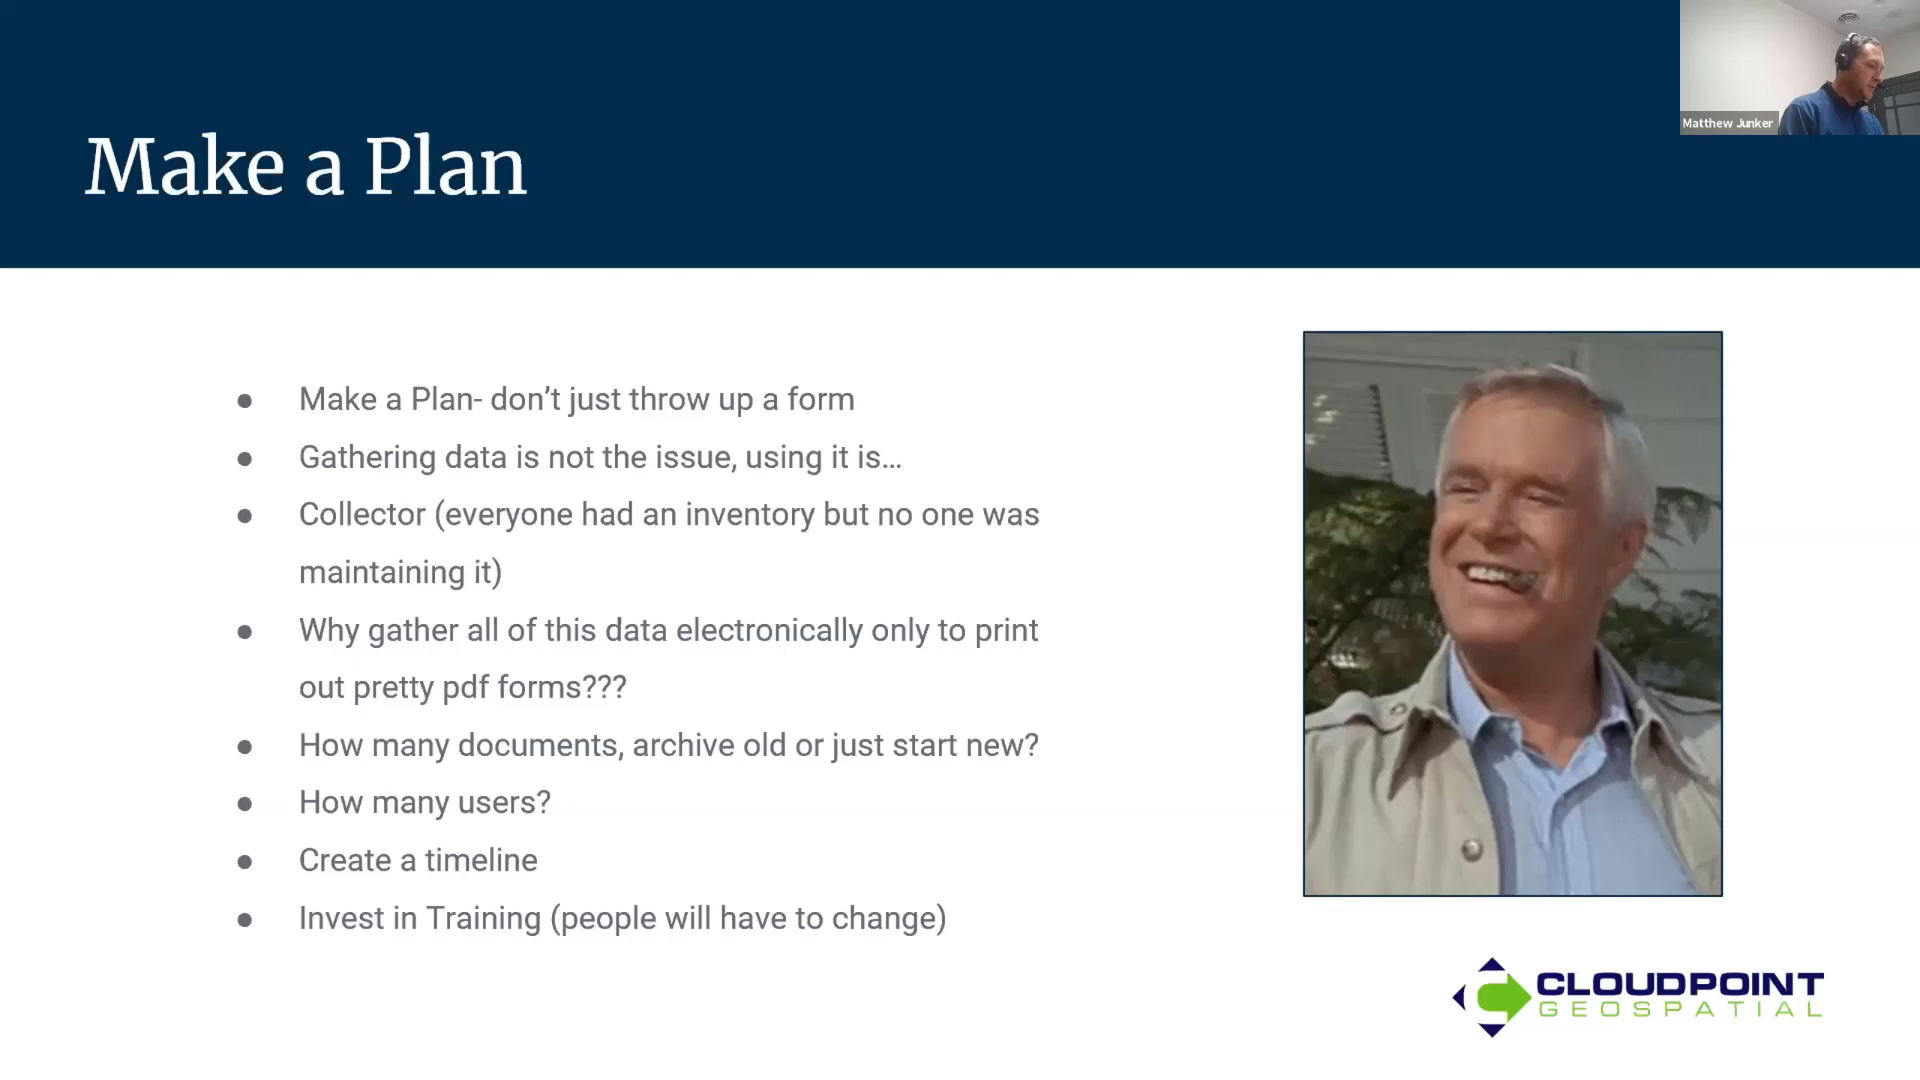 Matthew Junker
Make a Plan
● Make a Plan- don’t just throw up a form
● Gathering data is not the issue, using it is...
● Collector (everyone had an inventory but no one was
maintaining it)
● Why gather all of this data electronically only to print
out pretty pdf forms???
● How many documents, archive old or just start new?
● How many users?
● Create a timeline
● Invest in Training (people will have to change)
CLOUDPOINT
GEOSPATIAL